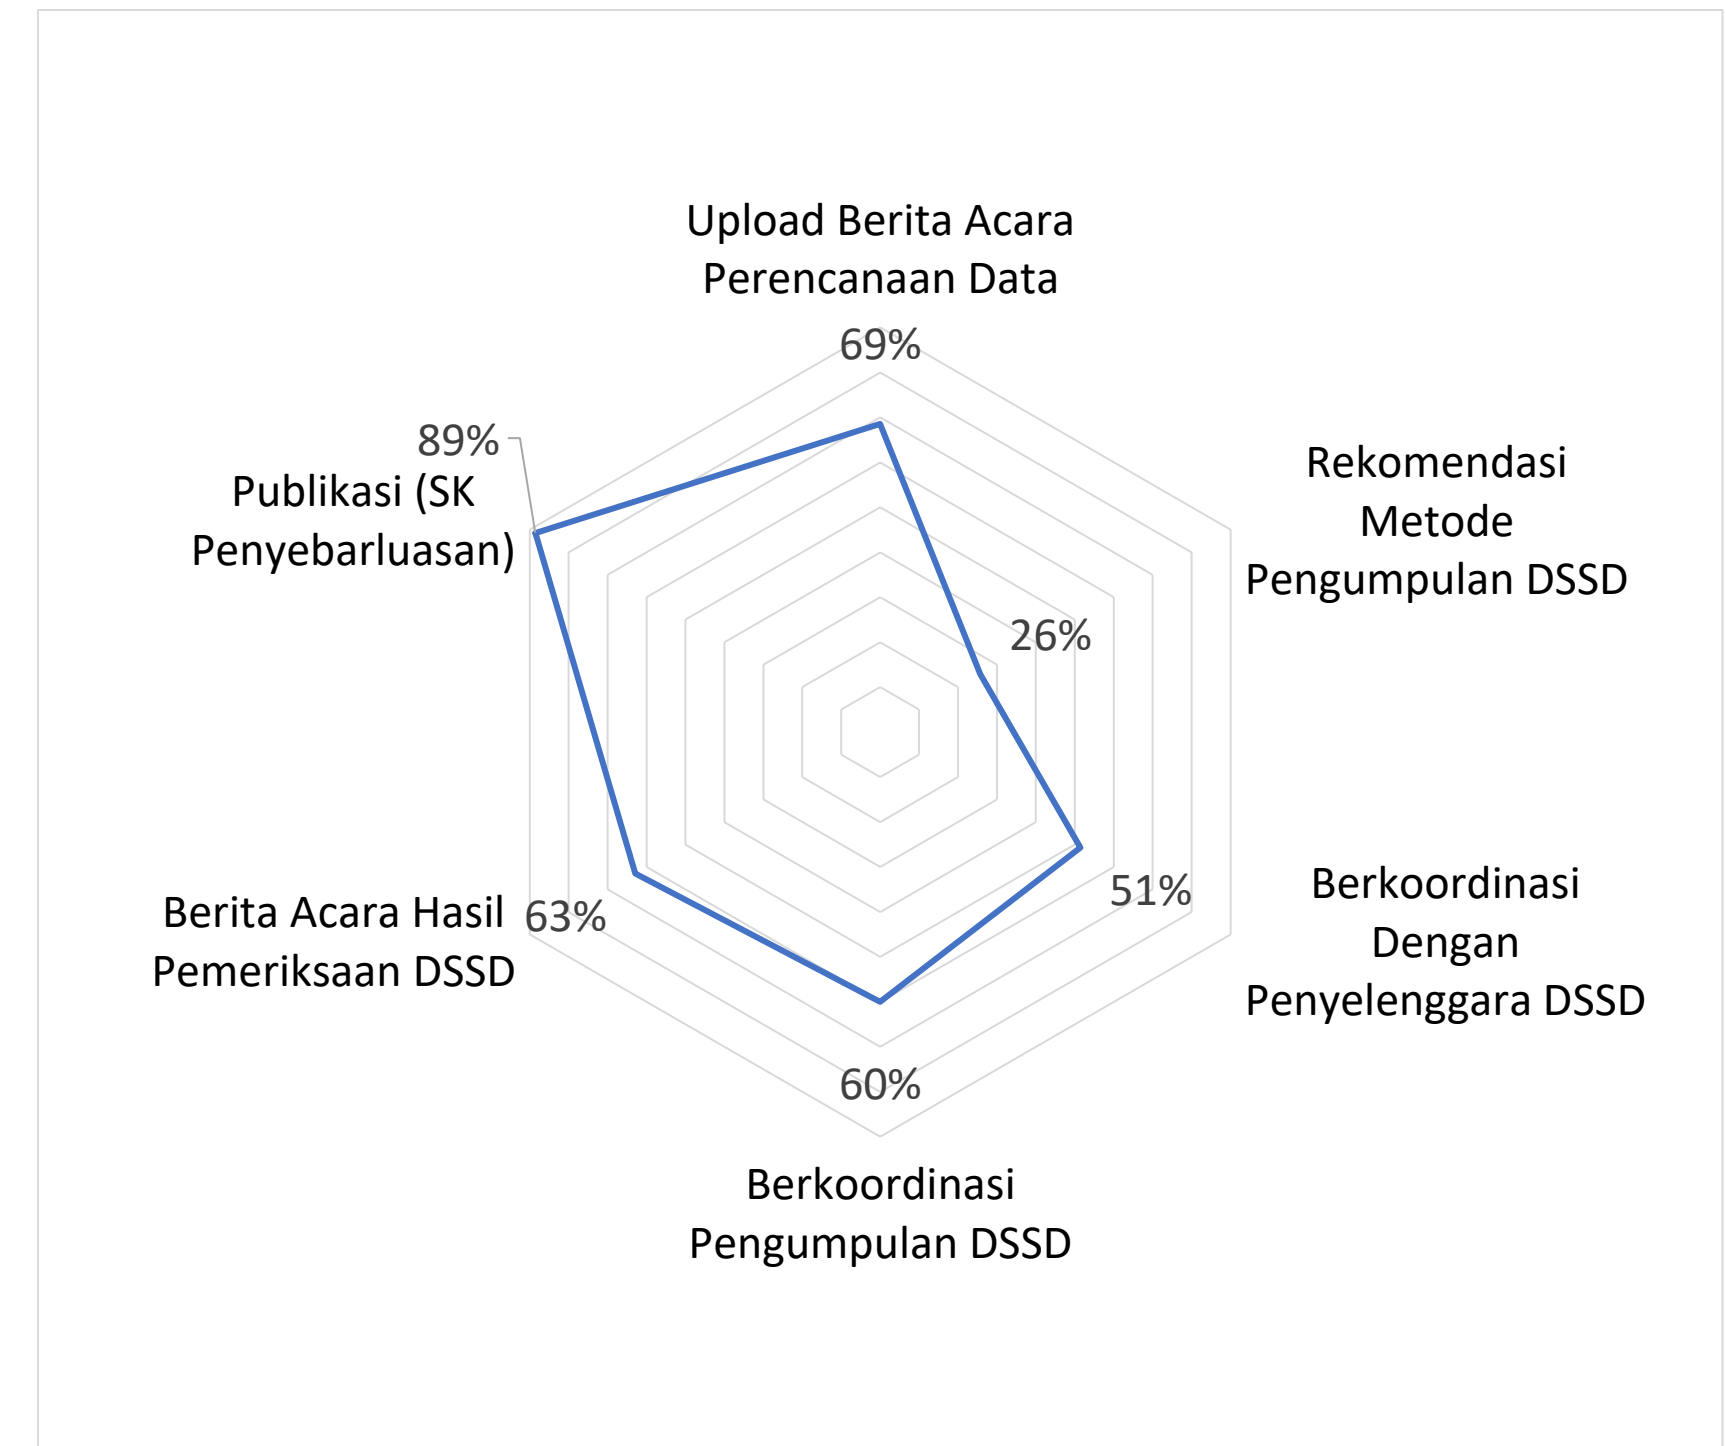 Upload Berita Acara
Perencanaan Data
69%
89%
Publikasi (SK
Penyebarluasan)
Rekomendasi
Metode
Pengumpulan DSSD
26%
51%
Berkoordinasi
Dengan
Penyelenggara DSSD
Berita Acara Hasil
Pemeriksaan DSSD
63%
60%
Berkoordinasi
Pengumpulan DSSD